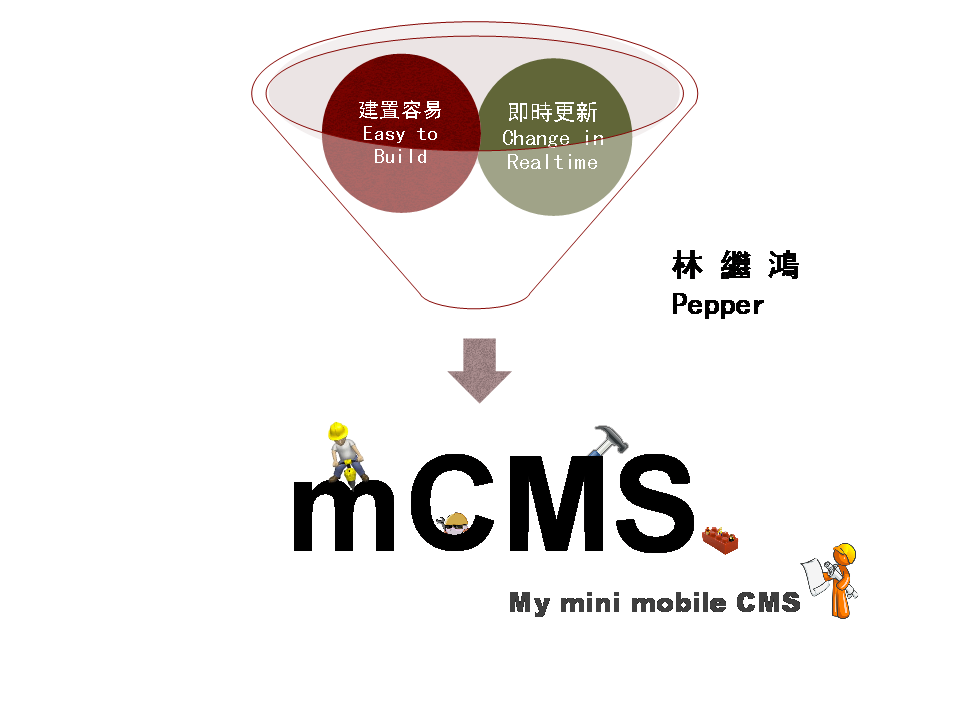 建置容易
Easy to
Build
即時更新
Change in
Realtime
林 繼 鴻
Pepper
mCMS
My mini mobile CMS